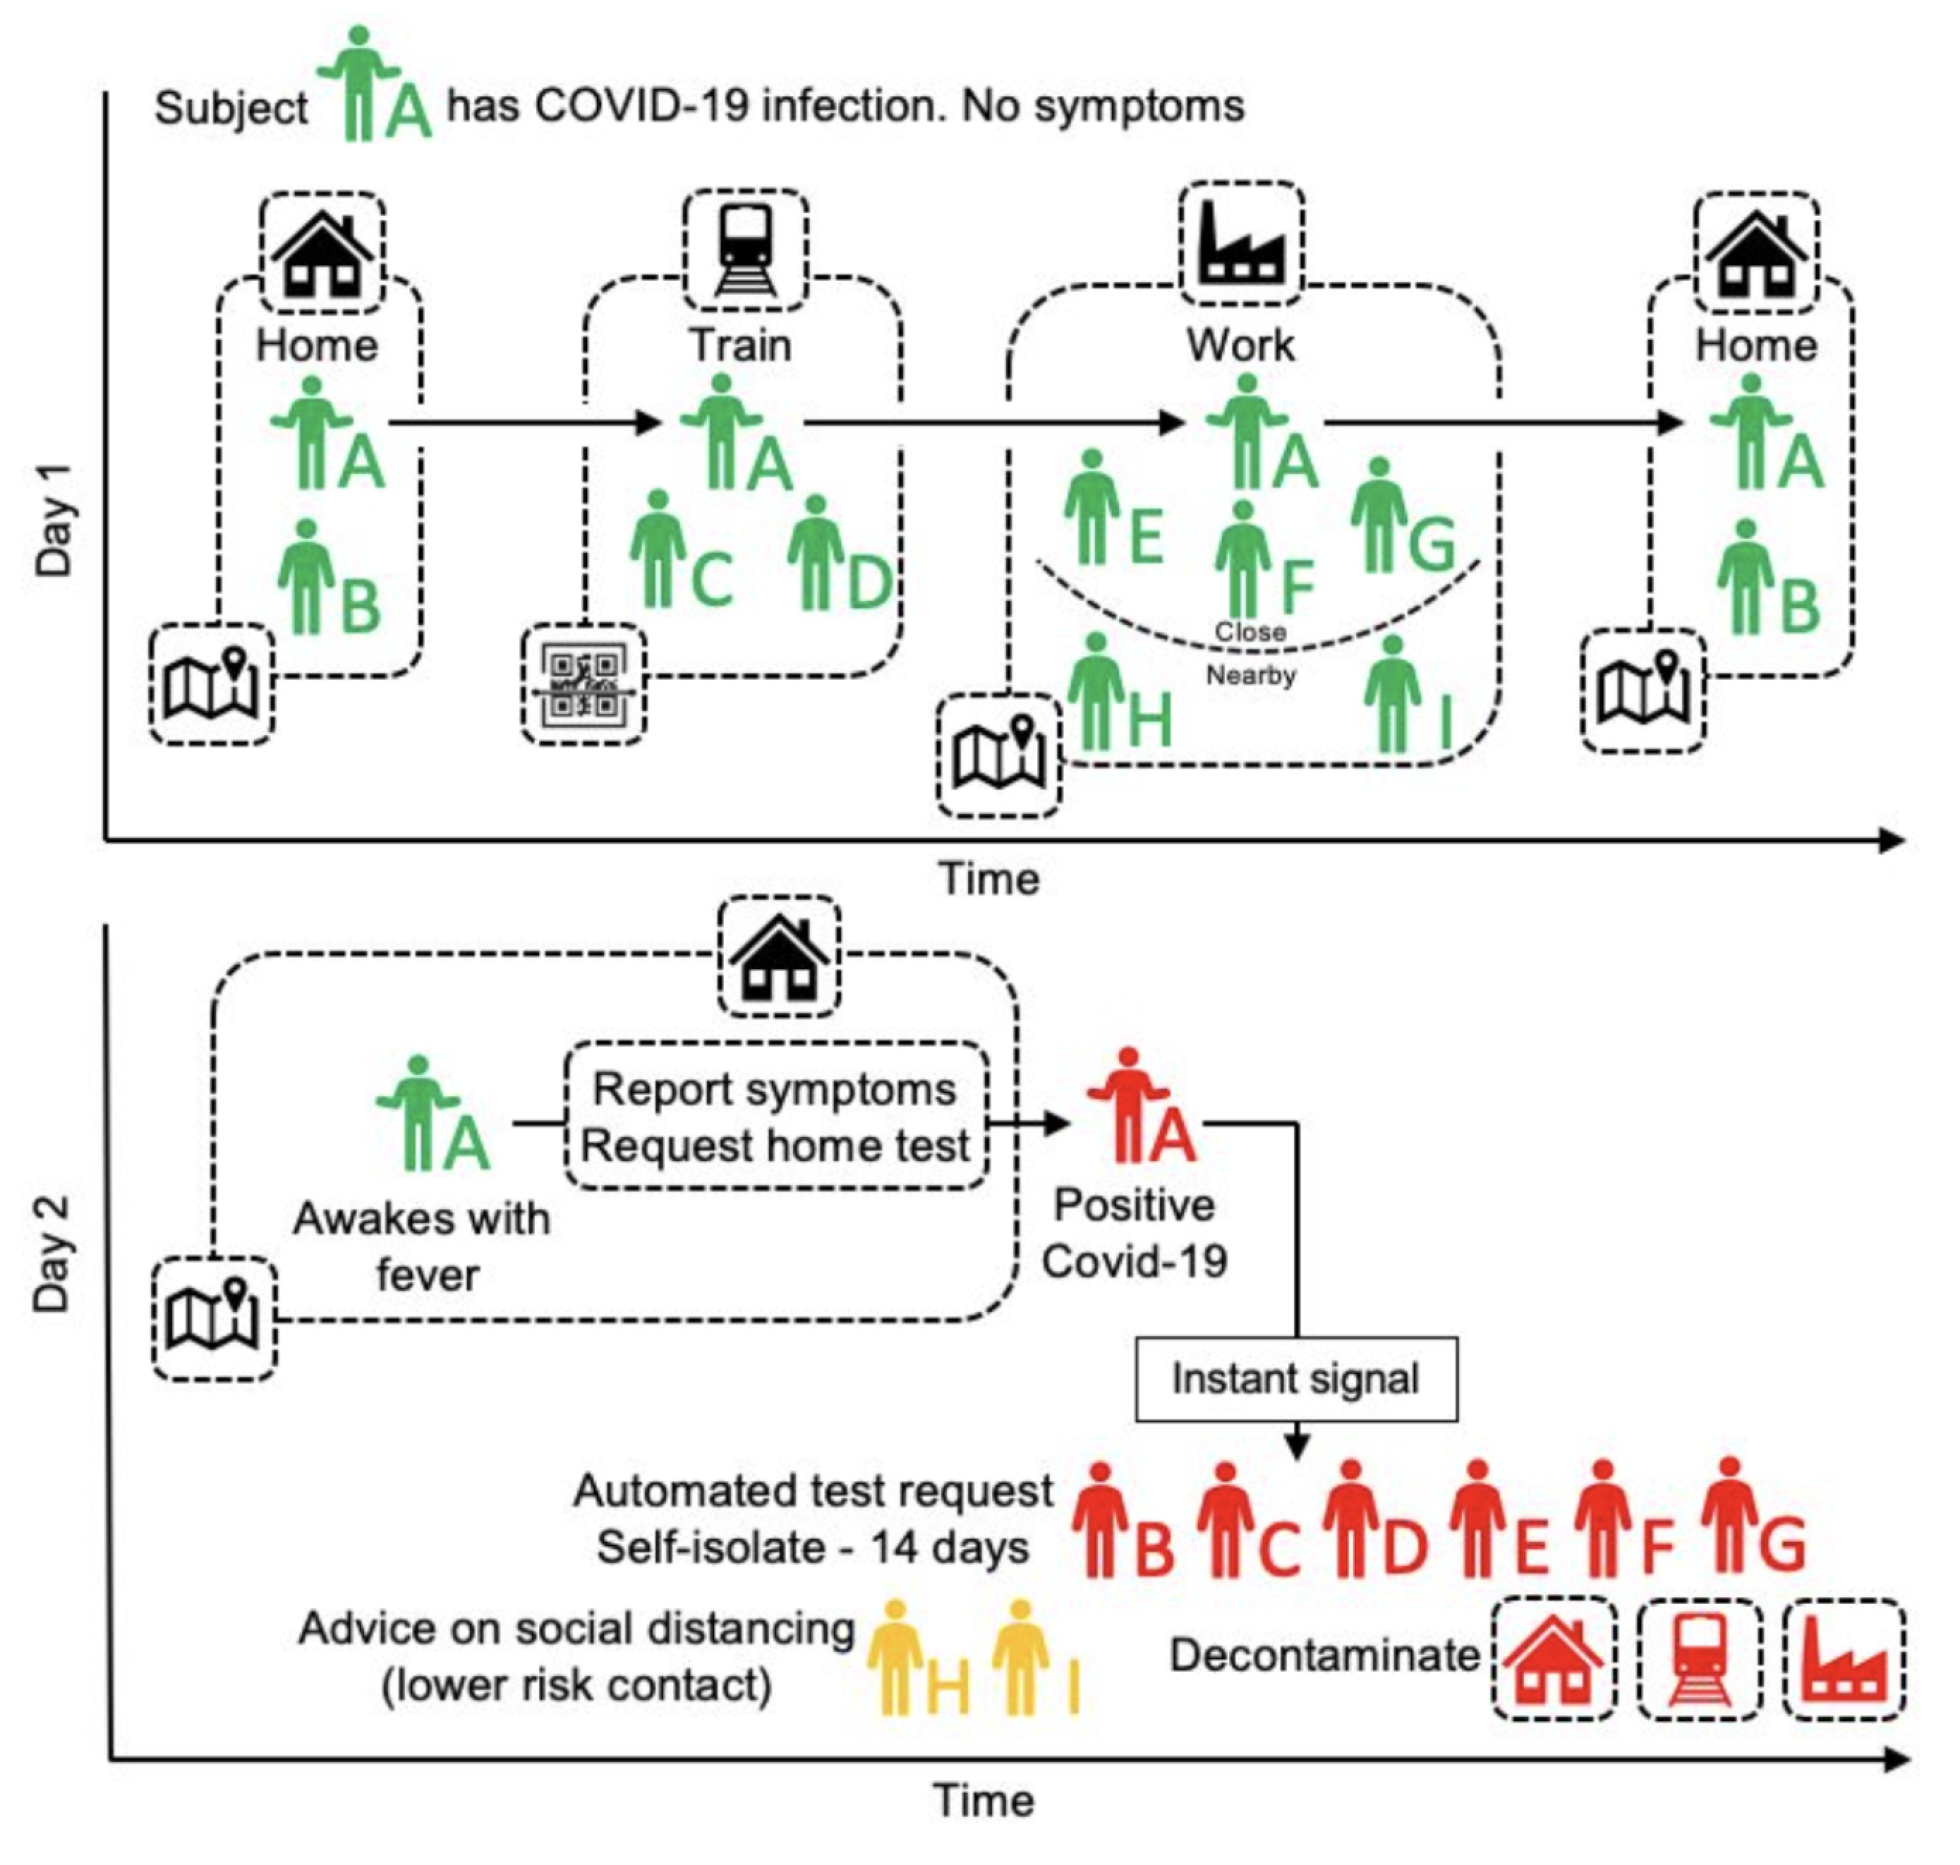 Subject A has COVID-19 infection. No symptoms
Day 1
Home
A
B
Train
A
C
D
Work
A
E
F
G
Close
Nearby
H
I
Home
A
B
Time
Day 2
A
Awakes with
fever
Report symptoms
Request home test
A
Positive
Covid-19
Instant signal
Automated test request
Self-isolate - 14 days
B C D E F G
Advice on social distancing
(lower risk contact)
H I
Decontaminate
Time